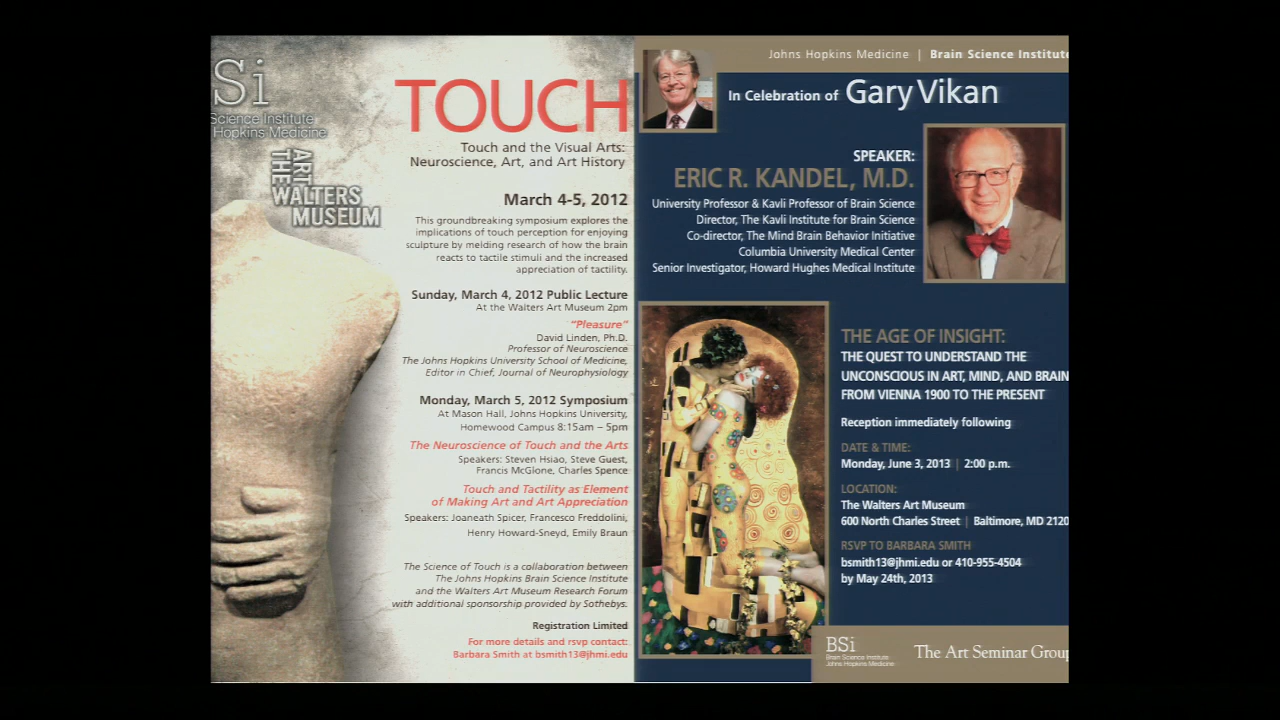 Si
Science Institute
Hopkins Medicine
THE
ART
WALTERS
MUSEUM
TOUCH
Touch and the Visual Arts:
Neuroscience, Art, and Art History
March 4-5, 2012
This groundbreaking symposium explores the
implications of touch perception for enjoying
sculpture by melding research of how the brain
reacts to tactile stimuli and the increased
appreciation of tactility.
Sunday, March 4, 2012 Public Lecture
At the Walters Art Museum 2pm
“Pleasure”
David Linden, Ph.D.
Professor of Neuroscience
The Johns Hopkins University School of Medicine,
Editor in Chief, Journal of Neurophysiology
Monday, March 5, 2012 Symposium
At Mason Hall, Johns Hopkins University,
Homewood Campus 8:15am – 5pm
The Neuroscience of Touch and the Arts
Speakers: Steven Hsiao, Steve Guest,
Francis McGlone, Charles Spence
Touch and Tactility as Element
of Making Art and Art Appreciation
Speakers: Joaneath Spicer, Francesco Freddolini,
Henry Howard-Sneyd, Emily Braun
The Science of Touch is a collaboration between
The Johns Hopkins Brain Science Institute
and the Walters Art Museum Research Forum
with additional sponsorship provided by Sothebys.
Registration Limited
For more details and rsvp contact:
Barbara Smith at bsmith13@jhmi.edu
Johns Hopkins Medicine | Brain Science Institute
In Celebration of Gary Vikan
SPEAKER:
ERIC R. KANDEL, M.D.
University Professor & Kavli Professor of Brain Science
Director, The Kavli Institute for Brain Science
Co-director, The Mind Brain Behavior Initiative
Columbia University Medical Center
Senior Investigator, Howard Hughes Medical Institute
THE AGE OF INSIGHT:
THE QUEST TO UNDERSTAND THE
UNCONSCIOUS IN ART, MIND, AND BRAIN
FROM VIENNA 1900 TO THE PRESENT
Reception immediately following
DATE & TIME:
Monday, June 3, 2013 | 2:00 p.m.
LOCATION:
The Walters Art Museum
600 North Charles Street | Baltimore, MD 2120
RSVP TO BARBARA SMITH
bsmith13@jhmi.edu or 410-955-4504
by May 24th, 2013
BSi
Brain Science Institute
Johns Hopkins Medicine
The Art Seminar Group